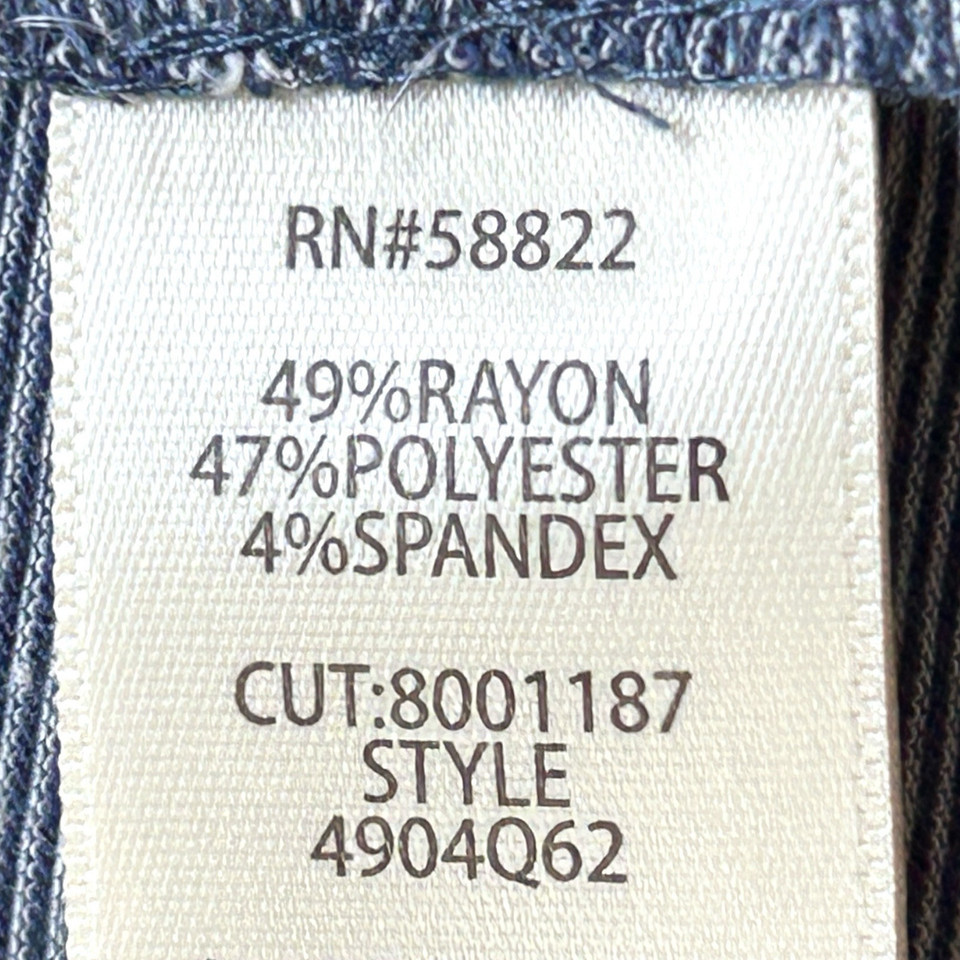 RN#58822
49%RAYON
47%POLYESTER
4%SPANDEX
CUT:8001187
STYLE
4904Q62